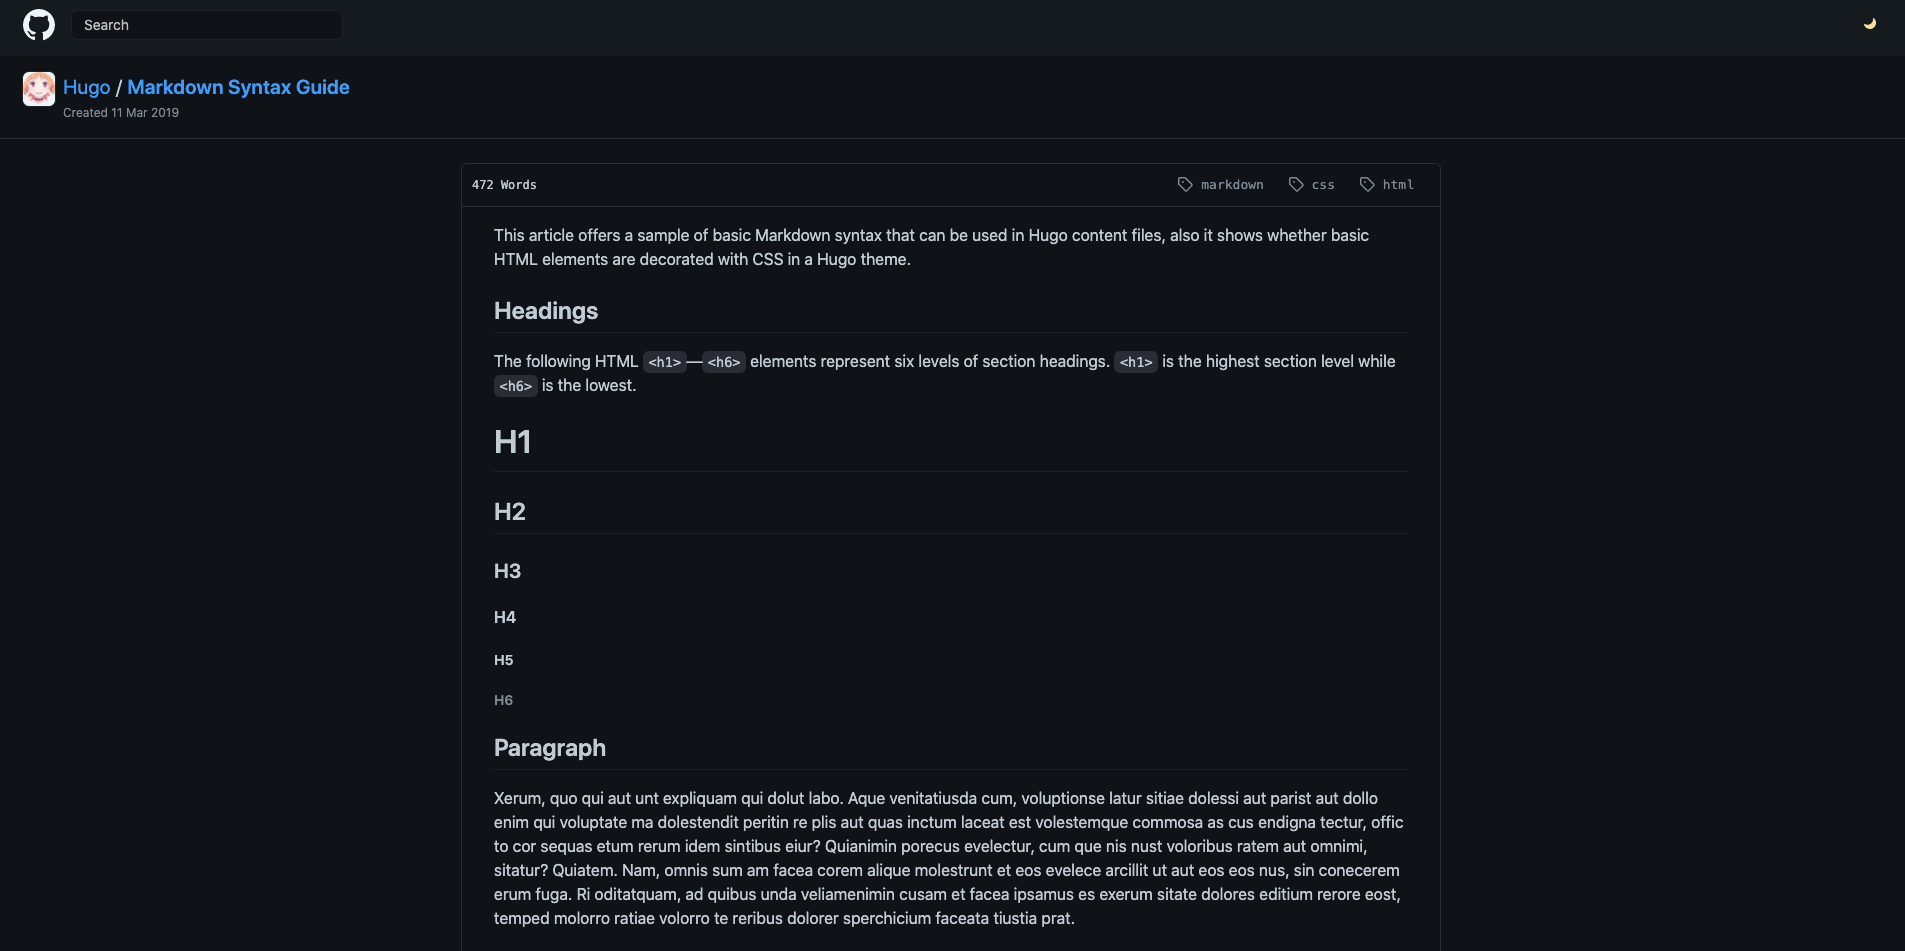 Search
Hugo / Markdown Syntax Guide
Created 11 Mar 2019
472 Words markdown css html
This article offers a sample of basic Markdown syntax that can be used in Hugo content files, also it shows whether basic
HTML elements are decorated with CSS in a Hugo theme.
Headings
The following HTML <h1>—<h6> elements represent six levels of section headings. <h1> is the highest section level while
<h6> is the lowest.
H1
H2
H3
H4
H5
H6
Paragraph
Xerum, quo qui aut unt expliquam qui dolut labo. Aque venitatiusda cum, voluptionse latur sitiae dolessi aut parist aut dollo
enim qui voluptate ma dolestendit peritin re plis aut quas inctum laceat est volestemque commosa as cus endigna tectur, offic
to cor sequas etum rerum idem sintibus eiur? Quianimin porecus evelectur, cum que nis nust voloribus ratem aut omnimi,
sitatur? Quiatem. Nam, omnis sum am facea corem alique molestrunt et eos evelece arcillit ut aut eos eos nus, sin conecerem
erum fuga. Ri oditatquam, ad quibus unda veliamenimin cusam et facea ipsamus es exerum sitate dolores editium rerore eost,
temped molorro ratiae volorro te reribus dolorer sperchicium faceata tiustia prat.